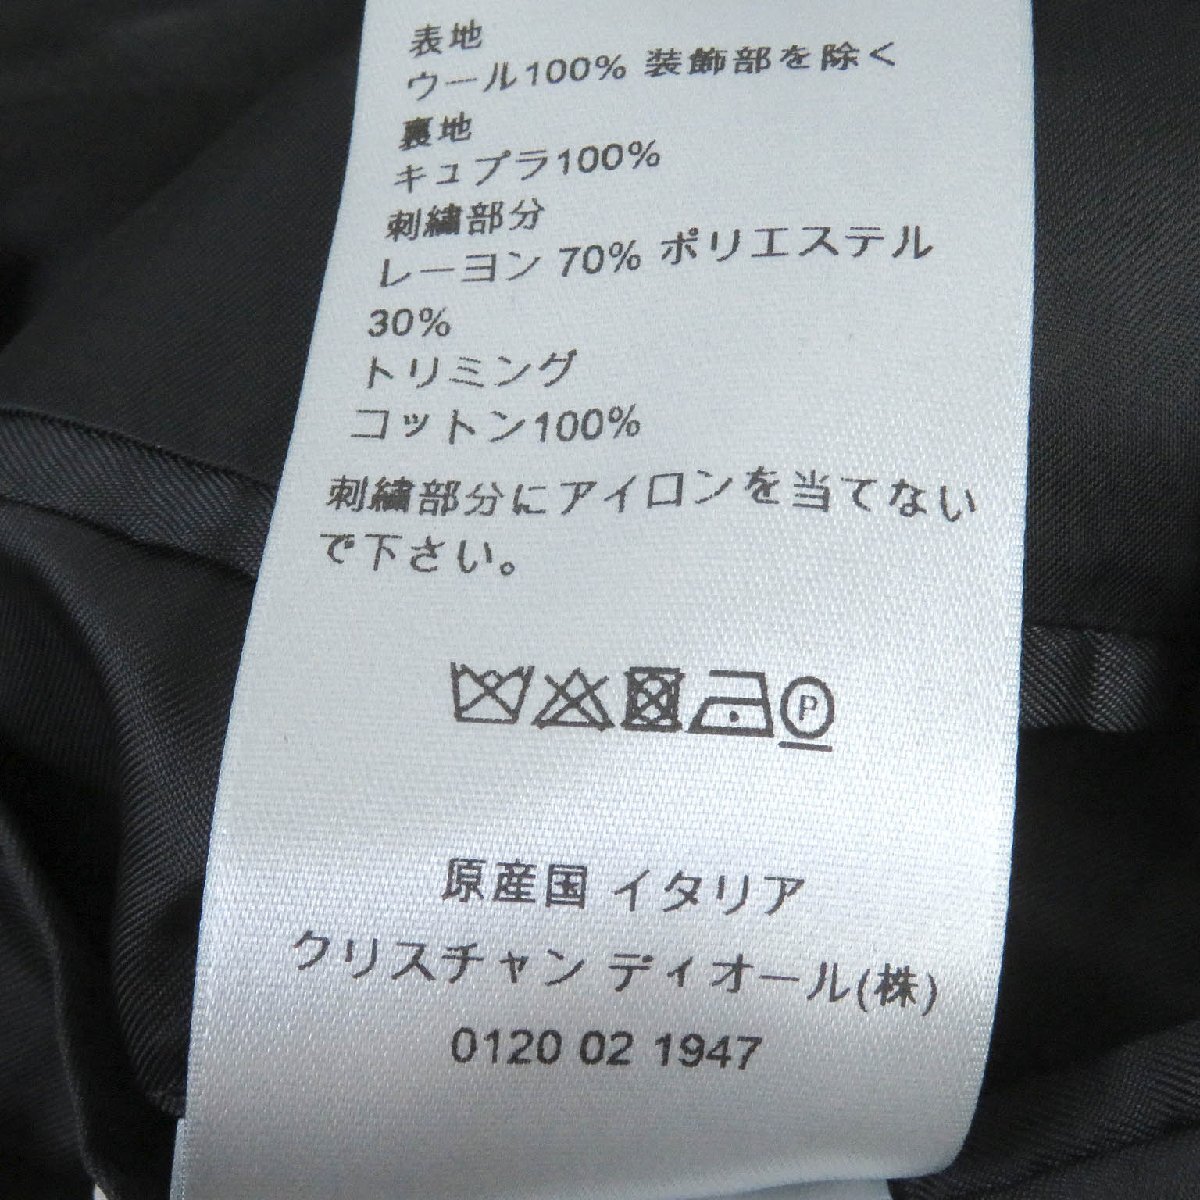 表地
ウール100% 装飾部を除く
裏地
キュプラ100%
刺繍部分
レーヨン 70% ポリエステル
30%
トリミング
コットン100%
刺繍部分にアイロンを当てない
で下さい。
P
原産国 イタリア
クリスチャン ディオール(株)
0120 02 1947